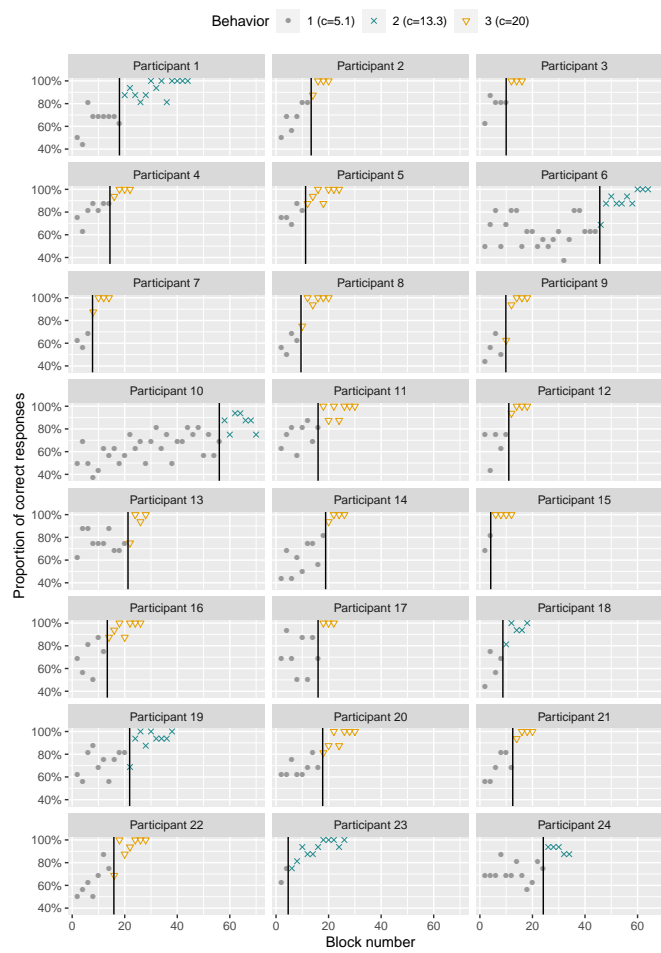 Behavior 1 (c=5.1) 2 (c=13.3) 3 (c=20)
Participant 1 Participant 2 Participant 3
100%
80%
60%
40%
Participant 4 Participant 5 Participant 6
100%
80%
60%
40%
Participant 7 Participant 8 Participant 9
100%
80%
60%
40%
Participant 10 Participant 11 Participant 12
100%
80%
60%
40%
Participant 13 Participant 14 Participant 15
100%
80%
60%
40%
Participant 16 Participant 17 Participant 18
100%
80%
60%
40%
Participant 19 Participant 20 Participant 21
100%
80%
60%
40%
Participant 22 Participant 23 Participant 24
100%
80%
60%
40%
0 20 40 60 0 20 40 60 0 20 40 60
Block number
Proportion of correct responses